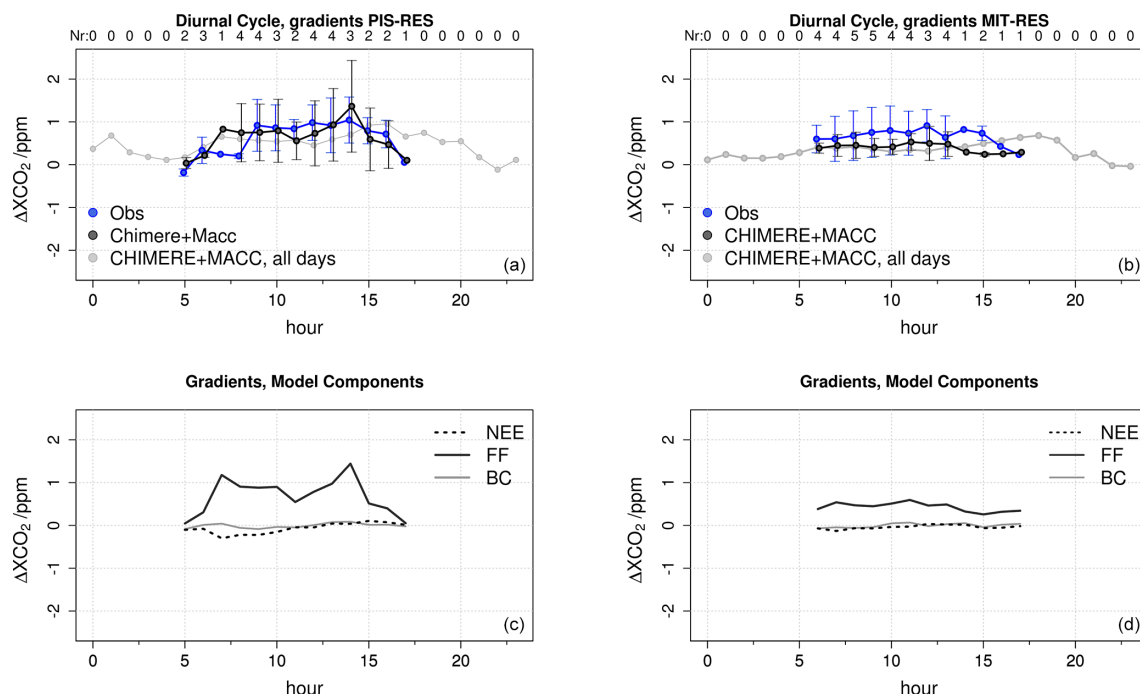 Diurnal Cycle, gradients PIS-RES
Nr:0 0 0 0 0 2 3 1 4 4 4 2 4 4 3 2 2 1 0 0 0 0 0 0
2
1
0
-1
-2
ΔXCO2 /ppm
Obs
Chimere+Macc
CHIMERE+MACC, all days
(a)
0 5 10 15 20
hour
Diurnal Cycle, gradients MIT-RES
Nr:0 0 0 0 0 0 4 4 5 5 4 4 3 4 1 2 1 1 0 0 0 0 0 0
2
1
0
-1
-2
ΔXCO2 /ppm
Obs
CHIMERE+MACC
CHIMERE+MACC, all days
(b)
0 5 10 15 20
hour
Gradients, Model Components
2
1
0
-1
-2
ΔXCO2 /ppm
NEE
FF
BC
(c)
0 5 10 15 20
hour
Gradients, Model Components
2
1
0
-1
-2
ΔXCO2 /ppm
NEE
FF
BC
(d)
0 5 10 15 20
hour